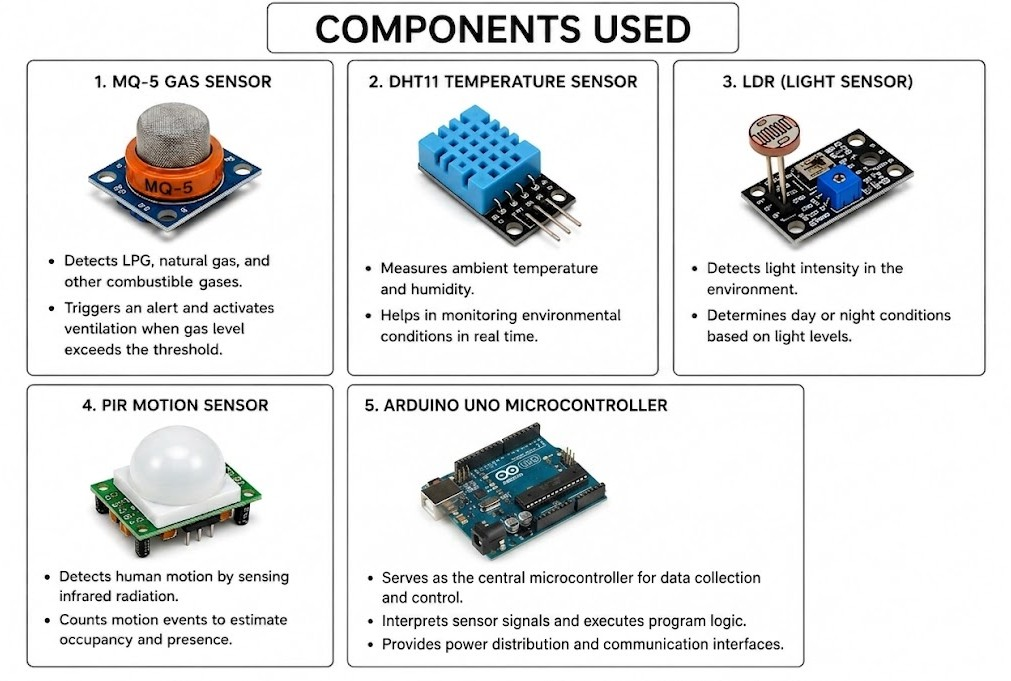 COMPONENTS USED
1. MQ-5 GAS SENSOR
MQ-5
• Detects LPG, natural gas, and
other combustible gases.
• Triggers an alert and activates
ventilation when gas level
exceeds the threshold.
2. DHT11 TEMPERATURE SENSOR
• Measures ambient temperature
and humidity.
• Helps in monitoring environmental
conditions in real time.
3. LDR (LIGHT SENSOR)
• Detects light intensity in the
environment.
• Determines day or night conditions
based on light levels.
4. PIR MOTION SENSOR
• Detects human motion by sensing
infrared radiation.
• Counts motion events to estimate
occupancy and presence.
5. ARDUINO UNO MICROCONTROLLER
• Serves as the central microcontroller for data collection
and control.
• Interprets sensor signals and executes program logic.
• Provides power distribution and communication interfaces.